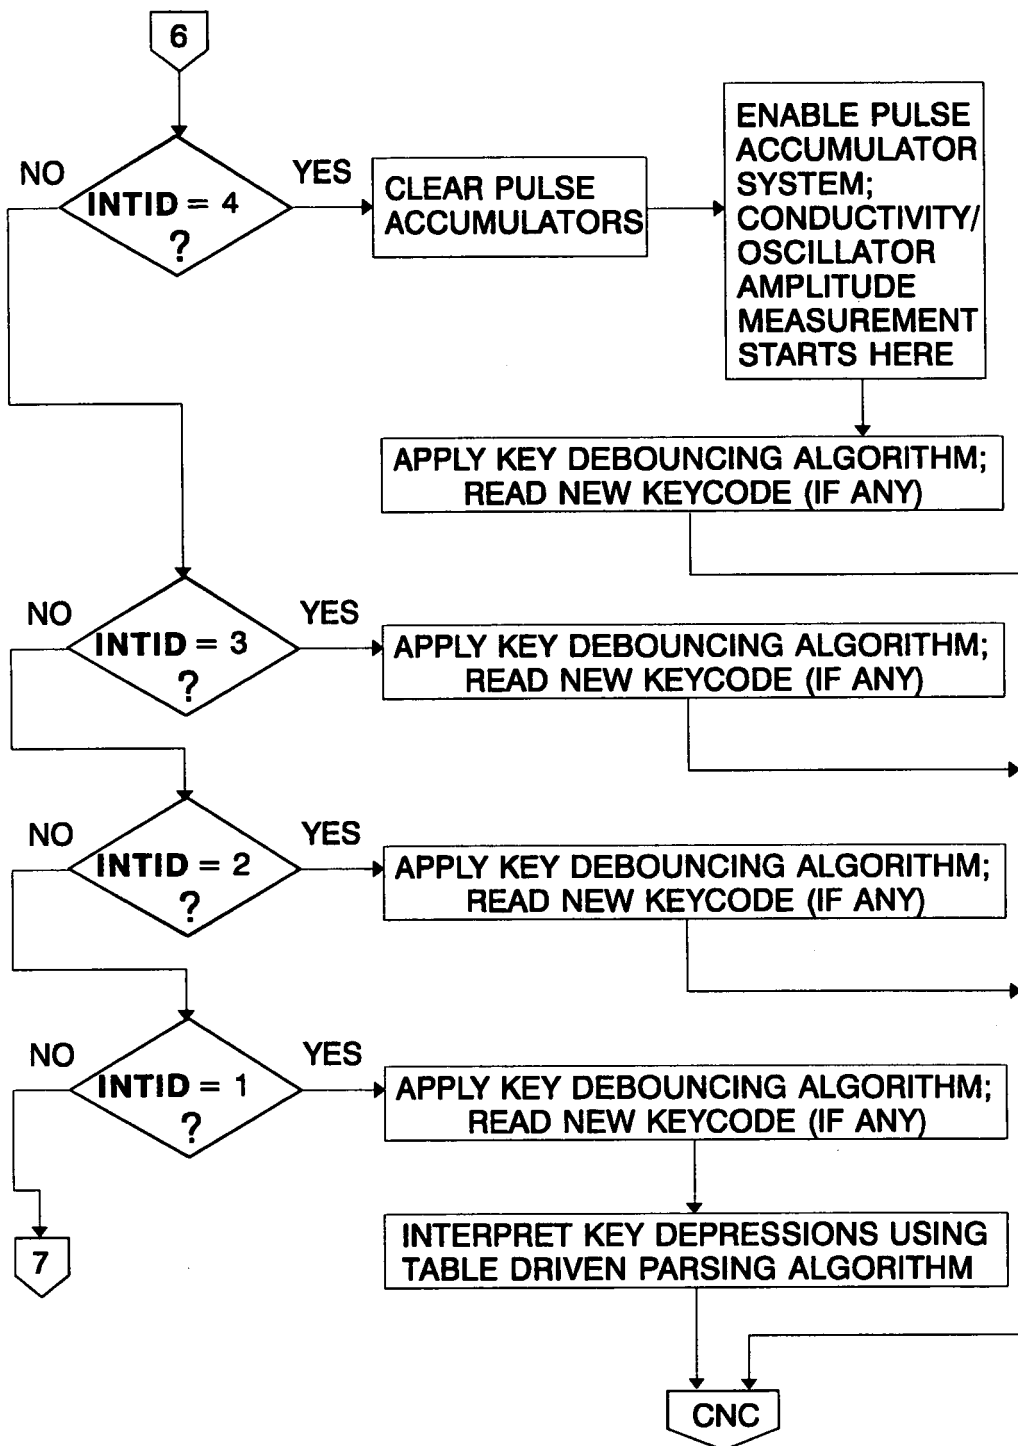 6
NO
INTID = 4
?
YES
CLEAR PULSE
ACCUMULATORS
ENABLE PULSE
ACCUMULATOR
SYSTEM;
CONDUCTIVITY/
OSCILLATOR
AMPLITUDE
MEASUREMENT
STARTS HERE
APPLY KEY DEBOUNCING ALGORITHM;
READ NEW KEYCODE (IF ANY)
NO
INTID = 3
?
YES
APPLY KEY DEBOUNCING ALGORITHM;
READ NEW KEYCODE (IF ANY)
NO
INTID = 2
?
YES
APPLY KEY DEBOUNCING ALGORITHM;
READ NEW KEYCODE (IF ANY)
NO
INTID = 1
?
YES
APPLY KEY DEBOUNCING ALGORITHM;
READ NEW KEYCODE (IF ANY)
7
INTERPRET KEY DEPRESSIONS USING
TABLE DRIVEN PARSING ALGORITHM
CNC